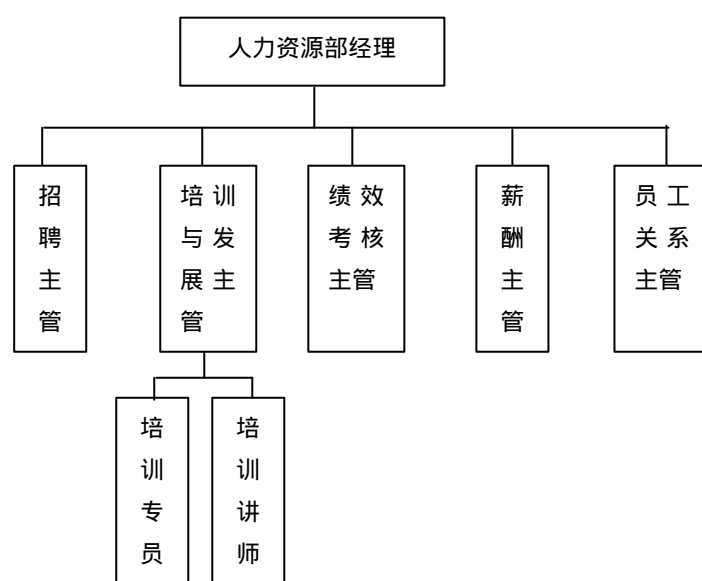 人力资源部经理
招
聘
主
管
培 训
与 发
展 主
管
绩 效
考 核
主管
薪
酬
主
管
员 工
关 系
主管
培
训
专
员
培
训
讲
师